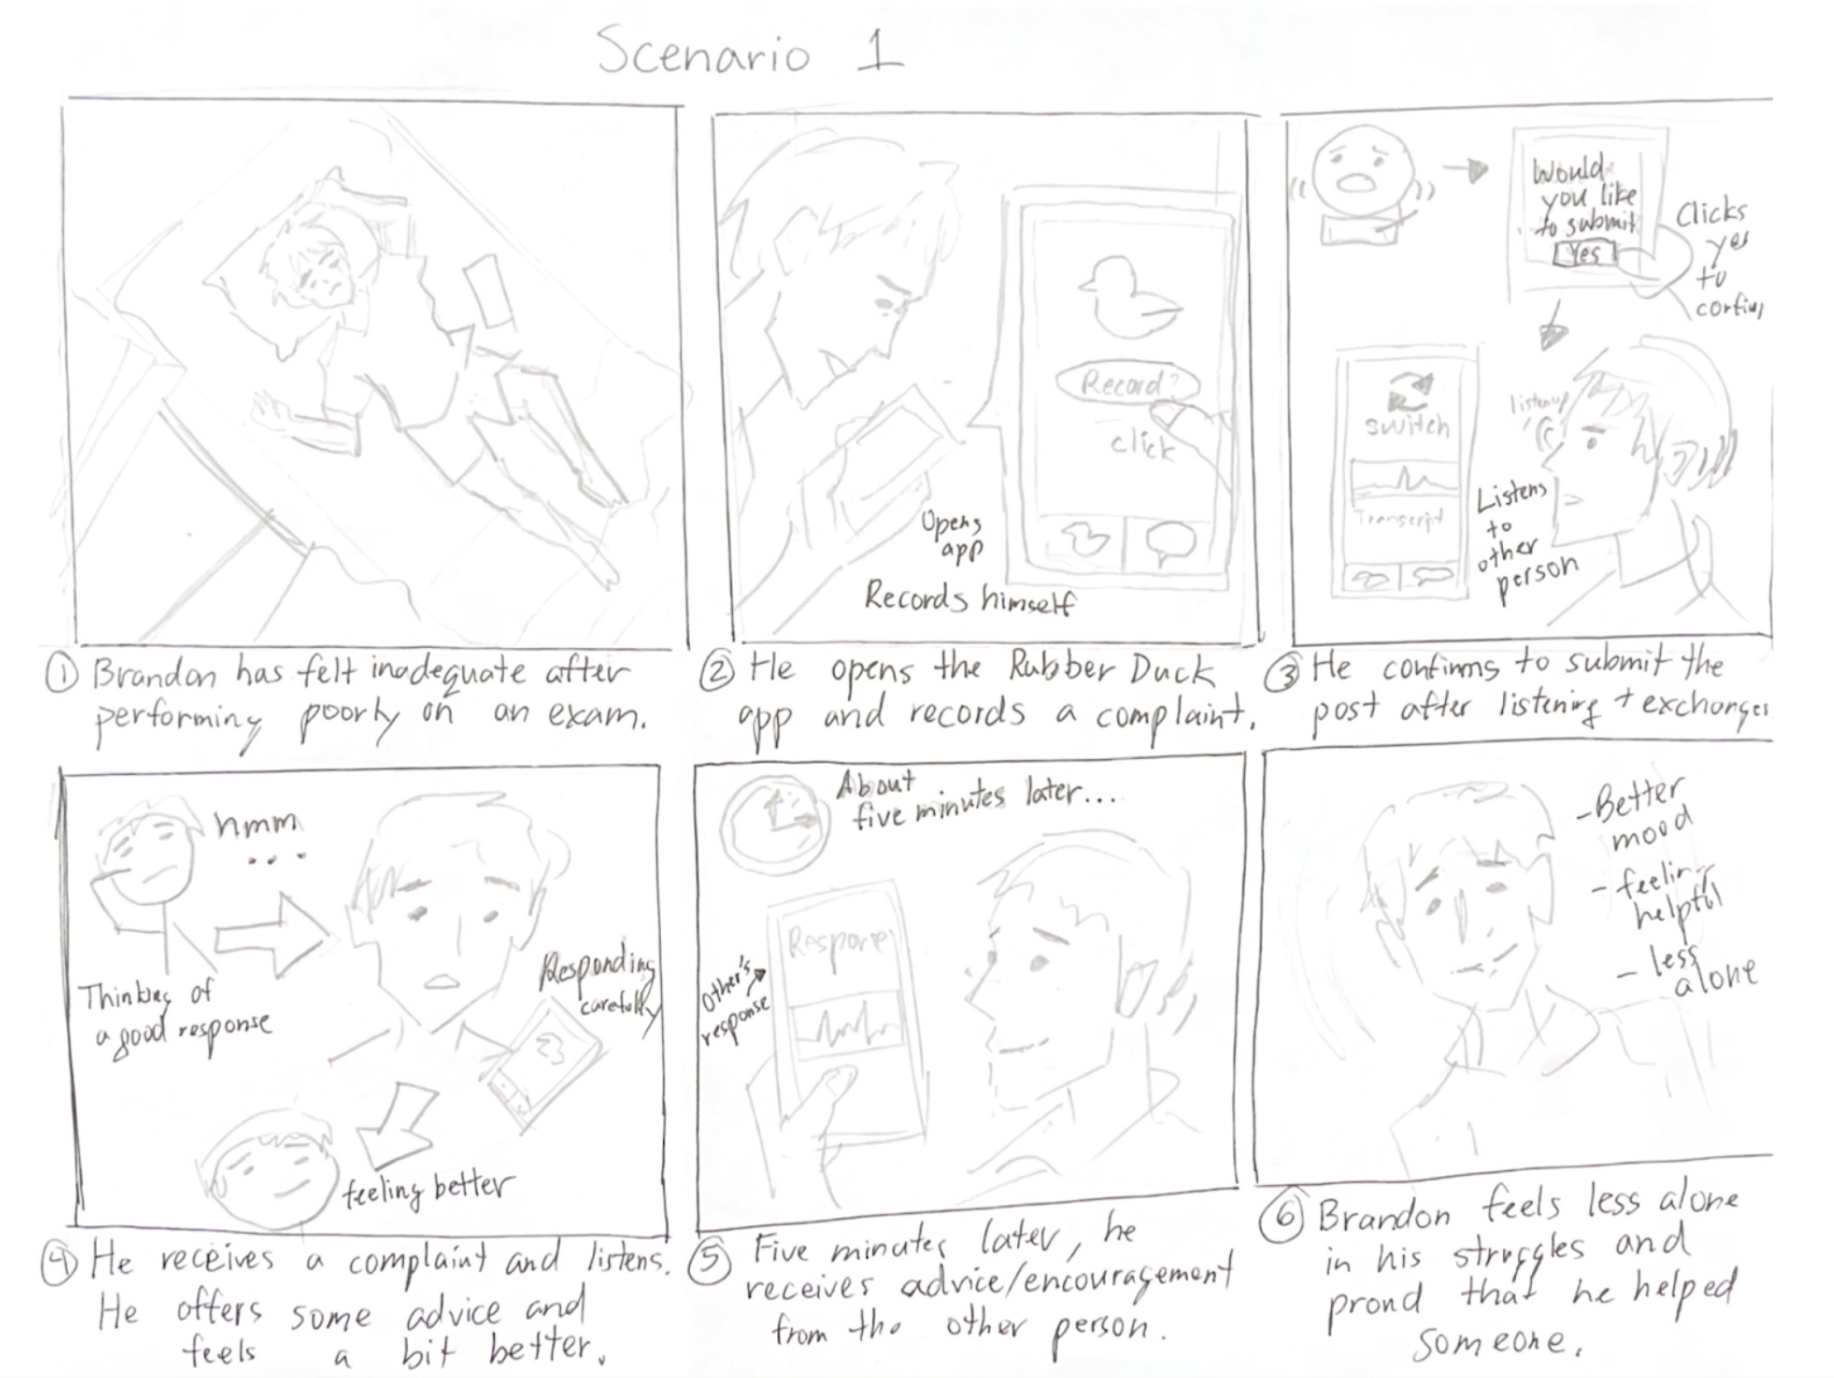 Scenario 1
Record?
click
Opens
app
Records himself
Would
you like
to submit
Yes
Clicks
yes
to
switch
Transcript
Listens
to
other
person
① Brandon has felt inadequate after
performing poorly on an exam.
② He opens the Rubber Duck
app and records a complaint.
③ He confirms to submit the
post after listening + exchanges
hmm
...
Thinking of
a good response
Responding
carefully
feeling better
About
five minutes later...
Other's
response
- Better
mood
- feeling
helpful
- less
alone
④ He receives a complaint and listens.
He offers some advice and
feels a bit better.
⑤ Five minutes later, he
receives advice/encouragement
from the other person.
⑥ Brandon feels less alone
in his struggles and
proud that he helped
someone.